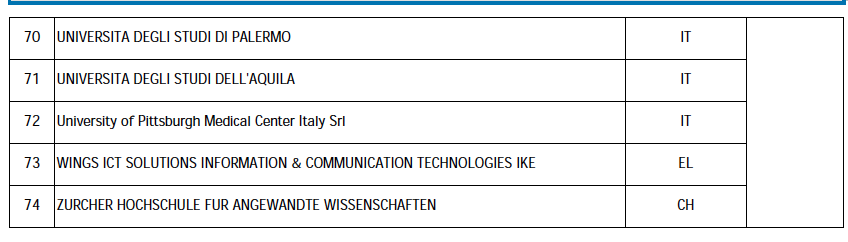 70 UNIVERSITA DEGLI STUDI DI PALERMO IT
71 UNIVERSITA DEGLI STUDI DELL'AQUILA IT
72 University of Pittsburgh Medical Center Italy Srl IT
73 WINGS ICT SOLUTIONS INFORMATION & COMMUNICATION TECHNOLOGIES IKE EL
74 ZURCHER HOCHSCHULE FUR ANGEWANDTE WISSENSCHAFTEN CH